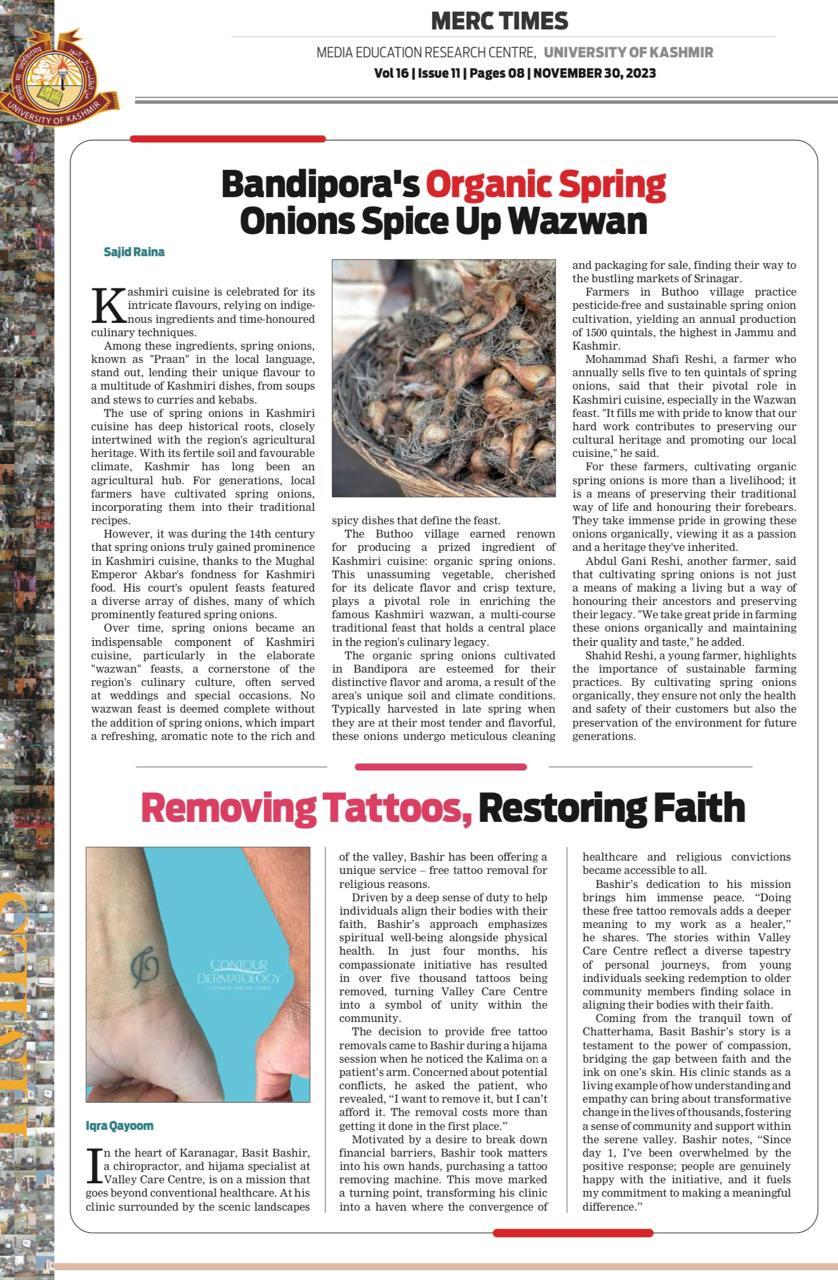 MERC TIMES
MEDIA EDUCATION RESEARCH CENTRE, UNIVERSITY OF KASHMIR
Vol 16 | Issue 11 | Pages 08 | NOVEMBER 30, 2023
UNIVERSITY OF KASHMIR
Bandipora's Organic Spring
Onions Spice Up Wazwan
Sajid Raina
Kashmiri cuisine is celebrated for its
intricate flavours, relying on indige-
nous ingredients and time-honoured
culinary techniques.
Among these ingredients, spring onions,
known as "Praan" in the local language,
stand out, lending their unique flavour to
a multitude of Kashmiri dishes, from soups
and stews to curries and kebabs.
The use of spring onions in Kashmiri
cuisine has deep historical roots, closely
intertwined with the region's agricultural
heritage. With its fertile soil and favourable
climate, Kashmir has long been an
agricultural hub. For generations, local
farmers have cultivated spring onions,
incorporating them into their traditional
recipes.
However, it was during the 14th century
that spring onions truly gained prominence
in Kashmiri cuisine, thanks to the Mughal
Emperor Akbar's fondness for Kashmiri
food. His court's opulent feasts featured
a diverse array of dishes, many of which
prominently featured spring onions.
Over time, spring onions became an
indispensable component of Kashmiri
cuisine, particularly in the elaborate
"wazwan" feasts, a cornerstone of the
region's culinary culture, often served
at weddings and special occasions. No
wazwan feast is deemed complete without
the addition of spring onions, which impart
a refreshing, aromatic note to the rich and
spicy dishes that define the feast.
The Buthoo village earned renown
for producing a prized ingredient of
Kashmiri cuisine: organic spring onions.
This unassuming vegetable, cherished
for its delicate flavor and crisp texture,
plays a pivotal role in enriching the
famous Kashmiri wazwan, a multi-course
traditional feast that holds a central place
in the region's culinary legacy.
The organic spring onions cultivated
in Bandipora are esteemed for their
distinctive flavor and aroma, a result of the
area's unique soil and climate conditions.
Typically harvested in late spring when
they are at their most tender and flavorful,
these onions undergo meticulous cleaning
and packaging for sale, finding their way to
the bustling markets of Srinagar.
Farmers in Buthoo village practice
pesticide-free and sustainable spring onion
cultivation, yielding an annual production
of 1500 quintals, the highest in Jammu and
Kashmir.
Mohammad Shafi Reshi, a farmer who
annually sells five to ten quintals of spring
onions, said that their pivotal role in
Kashmiri cuisine, especially in the Wazwan
feast. "It fills me with pride to know that our
hard work contributes to preserving our
cultural heritage and promoting our local
cuisine," he said.
For these farmers, cultivating organic
spring onions is more than a livelihood; it
is a means of preserving their traditional
way of life and honouring their forebears.
They take immense pride in growing these
onions organically, viewing it as a passion
and a heritage they've inherited.
Abdul Gani Reshi, another farmer, said
that cultivating spring onions is not just
a means of making a living but a way of
honouring their ancestors and preserving
their legacy. "We take great pride in farming
these onions organically and maintaining
their quality and taste," he added.
Shahid Reshi, a young farmer, highlights
the importance of sustainable farming
practices. By cultivating spring onions
organically, they ensure not only the health
and safety of their customers but also the
preservation of the environment for future
generations.
Removing Tattoos, Restoring Faith
CONTOUR
DERMATOLOGY
Iqra Qayoom
In the heart of Karanagar, Basit Bashir,
a chiropractor, and hijama specialist at
Valley Care Centre, is on a mission that
goes beyond conventional healthcare. At his
clinic surrounded by the scenic landscapes
of the valley, Bashir has been offering a
unique service – free tattoo removal for
religious reasons.
Driven by a deep sense of duty to help
individuals align their bodies with their
faith, Bashir's approach emphasizes
spiritual well-being alongside physical
health. In just four months, his
compassionate initiative has resulted
in over five thousand tattoos being
removed, turning Valley Care Centre
into a symbol of unity within the
community.
The decision to provide free tattoo
removals came to Bashir during a hijama
session when he noticed the Kalima on a
patient's arm. Concerned about potential
conflicts, he asked the patient, who
revealed, “I want to remove it, but I can't
afford it. The removal costs more than
getting it done in the first place.”
Motivated by a desire to break down
financial barriers, Bashir took matters
into his own hands, purchasing a tattoo
removing machine. This move marked
a turning point, transforming his clinic
into a haven where the convergence of
healthcare and religious convictions
became accessible to all.
Bashir's dedication to his mission
brings him immense peace. “Doing
these free tattoo removals adds a deeper
meaning to my work as a healer,”
he shares. The stories within Valley
Care Centre reflect a diverse tapestry
of personal journeys, from young
individuals seeking redemption to older
community members finding solace in
aligning their bodies with their faith.
Coming from the tranquil town of
Chatterhama, Basit Bashir's story is a
testament to the power of compassion,
bridging the gap between faith and the
ink on one's skin. His clinic stands as a
living example of how understanding and
empathy can bring about transformative
change in the lives of thousands, fostering
a sense of community and support within
the serene valley. Bashir notes, “Since
day 1, I've been overwhelmed by the
positive response; people are genuinely
happy with the initiative, and it fuels
my commitment to making a meaningful
difference.”